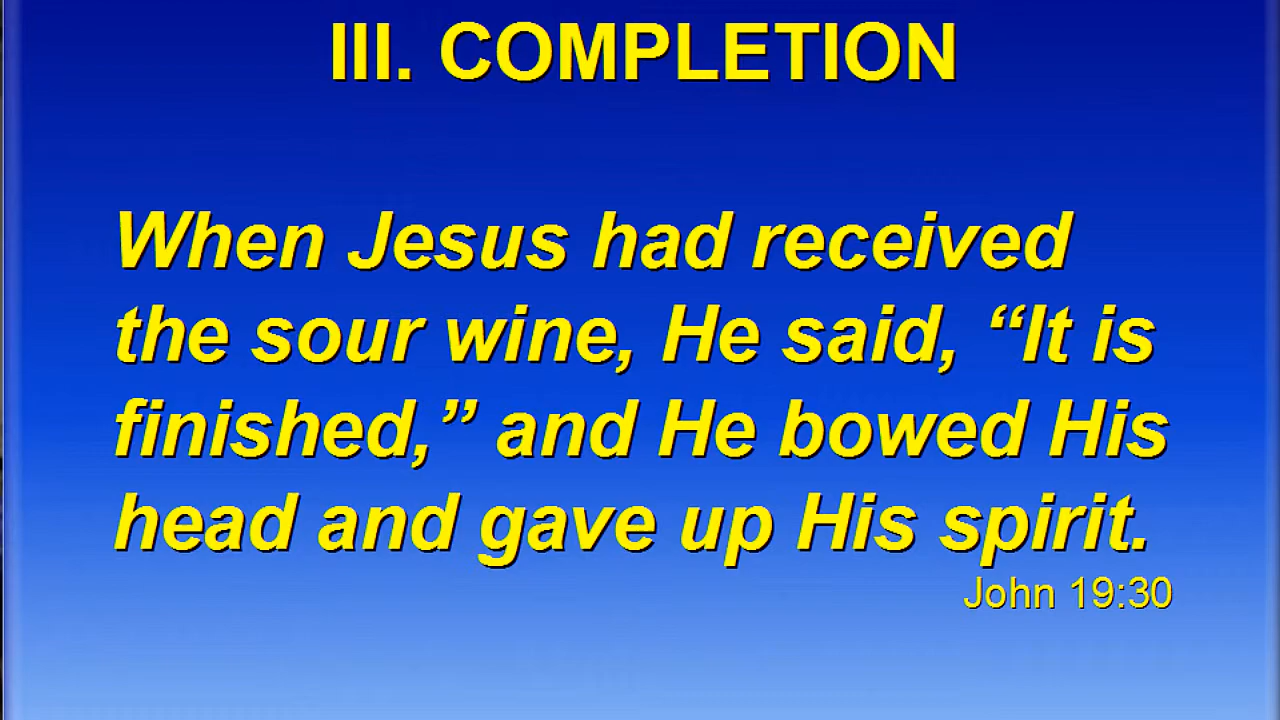 III. COMPLETION
When Jesus had received
the sour wine, He said, “It is
finished,” and He bowed His
head and gave up His spirit.
John 19:30